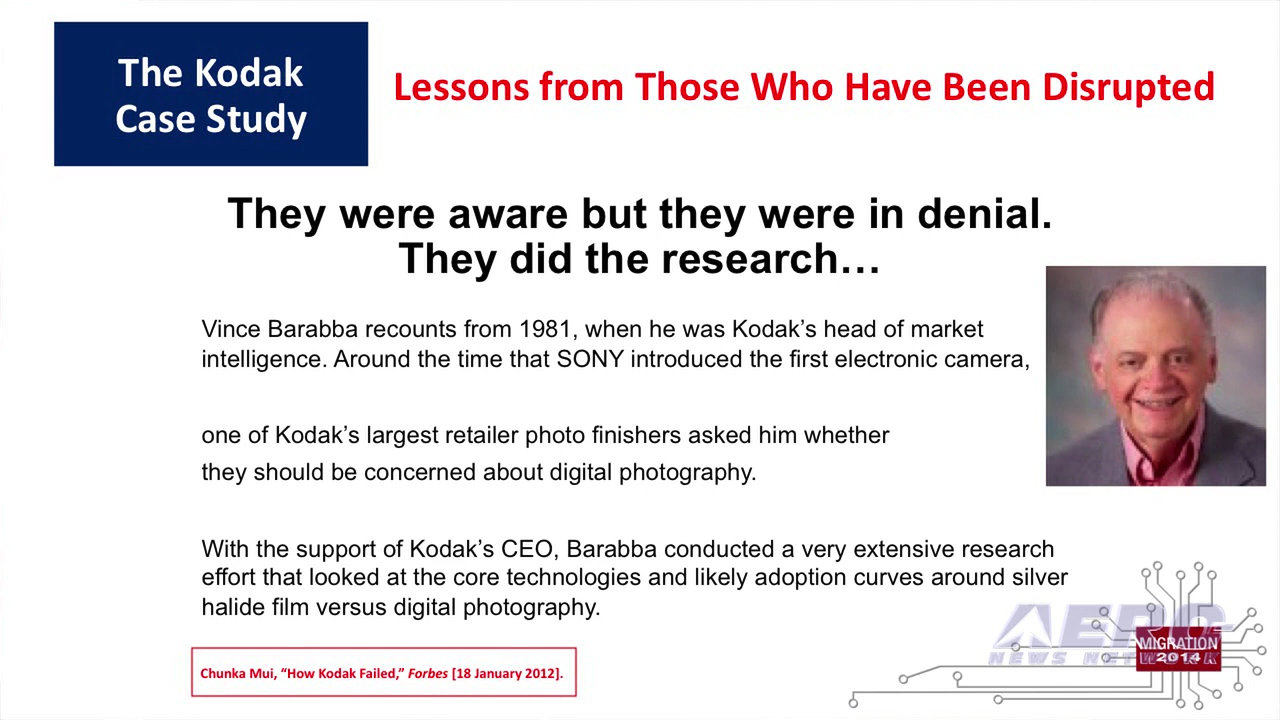 The Kodak
Case Study
Lessons from Those Who Have Been Disrupted
They were aware but they were in denial.
They did the research…
Vince Barabba recounts from 1981, when he was Kodak’s head of market
intelligence. Around the time that SONY introduced the first electronic camera,
one of Kodak’s largest retailer photo finishers asked him whether
they should be concerned about digital photography.
With the support of Kodak’s CEO, Barabba conducted a very extensive research
effort that looked at the core technologies and likely adoption curves around silver
halide film versus digital photography.
Chunka Mui, “How Kodak Failed,” Forbes [18 January 2012].
AERO
NEWS NETWORK
MIGRATION
2014